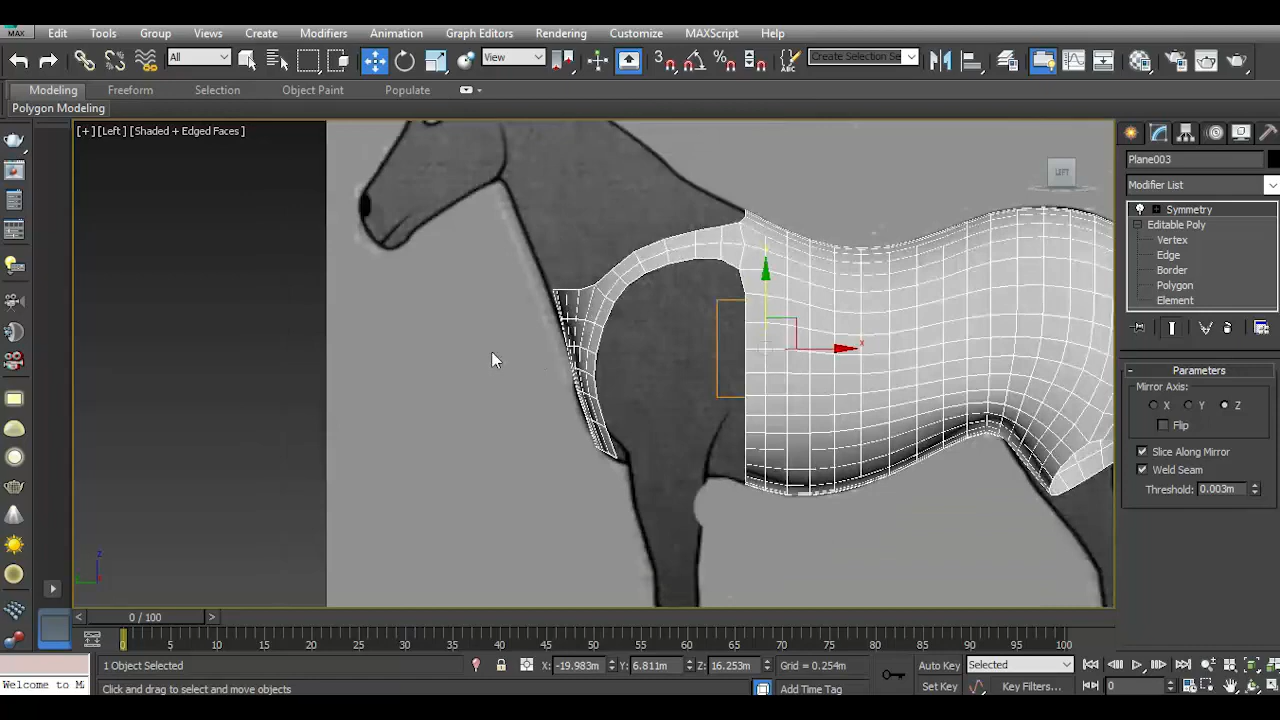 MAX Edit Tools Group Views Create Modifiers Animation Graph Editors Rendering Customize MAXScript Help
All View 3 Create Selection Se
Modeling Freeform Selection Object Paint Populate
Polygon Modeling
[+] [Left] [Shaded + Edged Faces ]
LEFT
Plane003
Modifier List
Symmetry
Editable Poly
Vertex
Edge
Border
Polygon
Element
Parameters
Mirror Axis:
X Y Z
Flip
Slice Along Mirror
Weld Seam
Threshold: 0.003m
x
z
< 0 / 100 >
0 5 10 15 20 25 30 35 40 45 50 55 60 65 70 75 80 85 90 95 100
1 Object Selected X: -19.983m Y: 6.811m Z: 16.253m Grid = 0.254m Auto Key Selected
Welcome to M Click and drag to select and move objects Add Time Tag Set Key Key Filters... 0